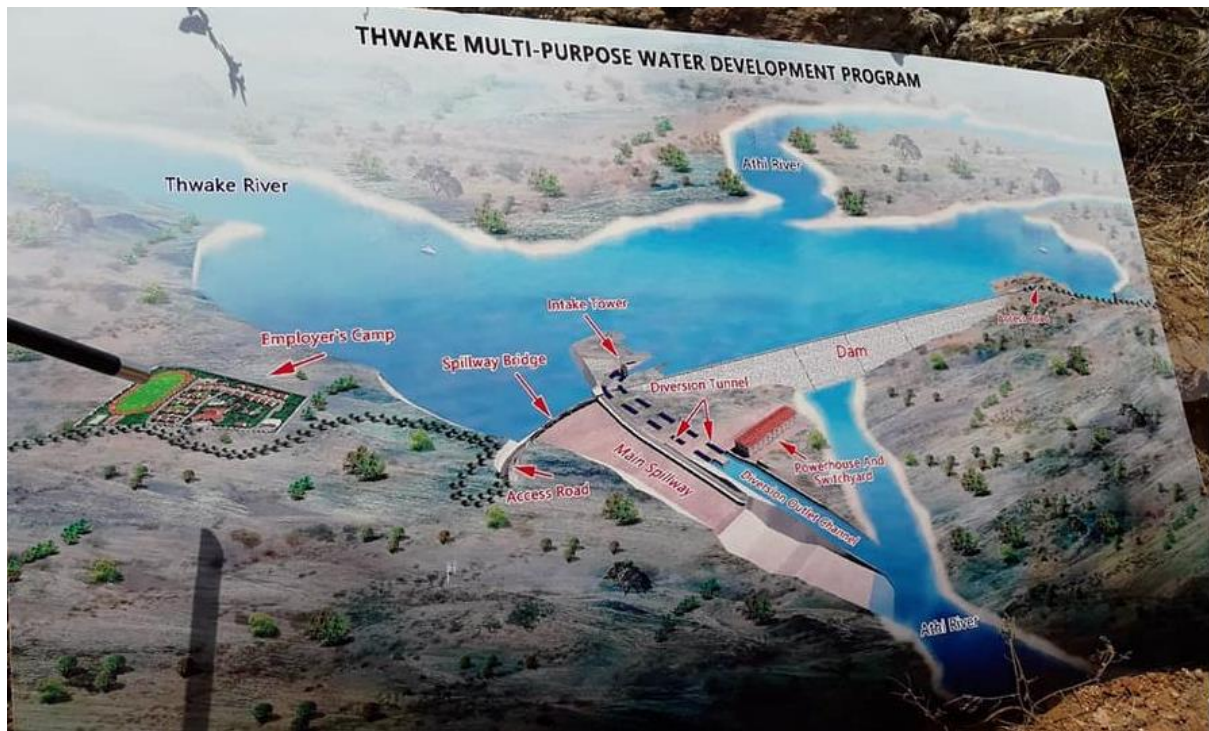 THWAKE MULTI-PURPOSE WATER DEVELOPMENT PROGRAM
Athi River
Thwake River
Intake Tower
Employer's Camp
Spillway Bridge
Dam
Diversion Tunnel
Main Spillway
Powerhouse And
Switchyard
Access Road
Diversion Outlet Channel
Athi River